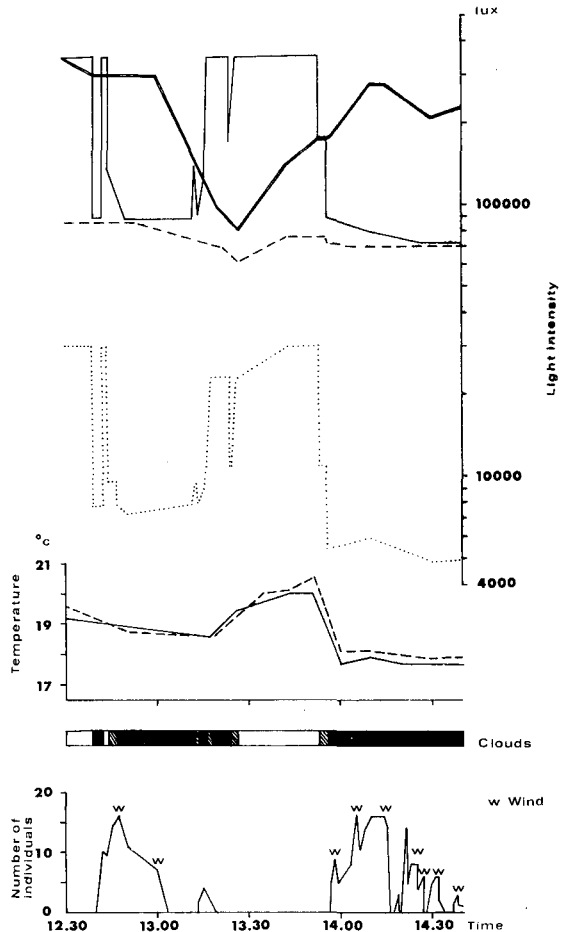 lux
100000
Light intensity
10000
4000
°C
21
19
17
Temperature
Clouds
20
10
0
Number of
individuals
w Wind
w
w
w
w
w
w
w
w
w
12.30
13.00
13.30
14.00
14.30
Time